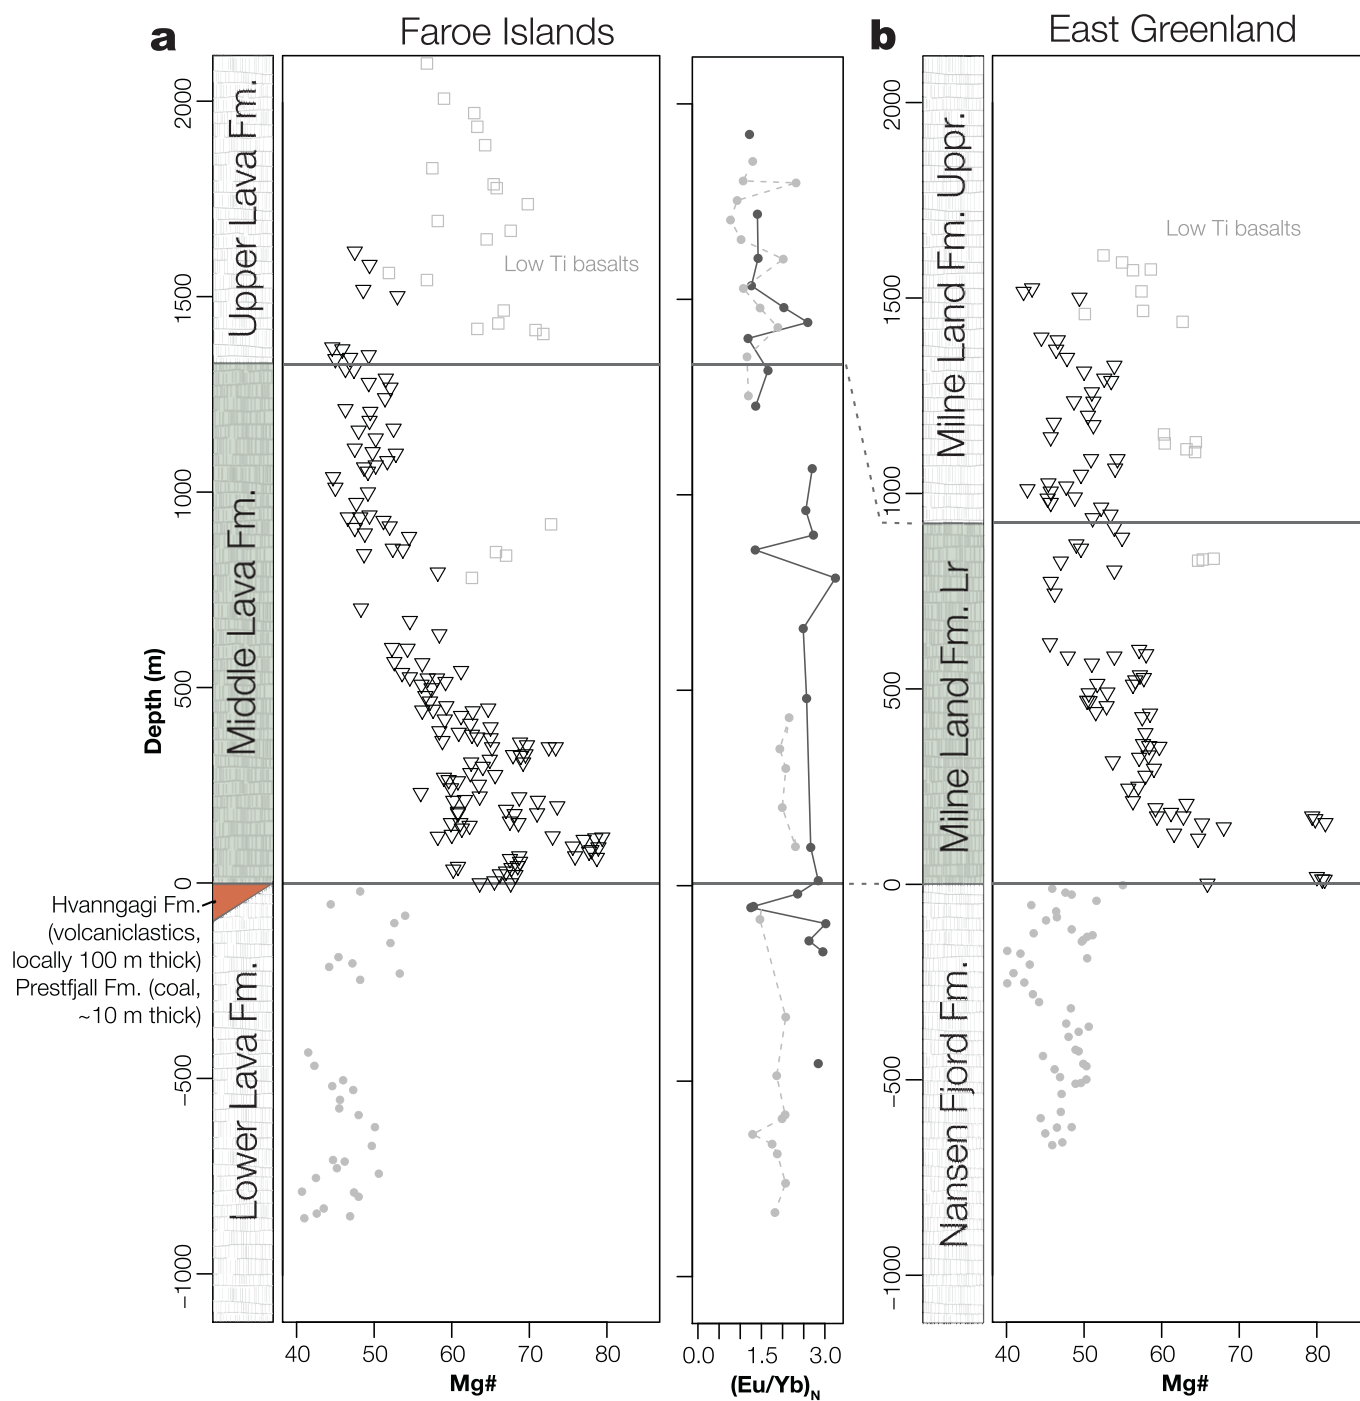 a
Faroe Islands
b
East Greenland
Upper Lava Fm.
Middle Lava Fm.
Lower Lava Fm.
Depth (m)
2000
1500
1000
500
0
−500
−1000
Hvanngagi Fm.
(volcaniclastics,
locally 100 m thick)
Prestfjall Fm. (coal,
~10 m thick)
Low Ti basalts
40 50 60 70 80
Mg#
0.0 1.5 3.0
(Eu/Yb)N
2000
1500
1000
500
0
−500
−1000
Milne Land Fm. Uppr.
Milne Land Fm. Lr
Nansen Fjord Fm.
Low Ti basalts
40 50 60 70 80
Mg#